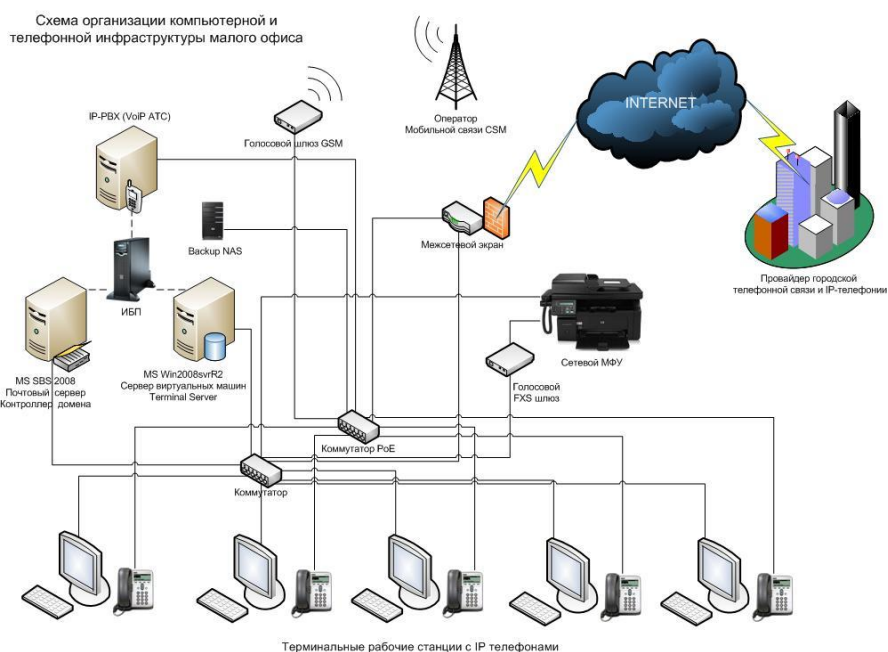 Схема организации компьютерной и
телефонной инфраструктуры малого офиса
IP-PBX (VoiP АТС)
Голосовой шлюз GSM
Оператор
Мобильной связи CSM
INTERNET
Backup NAS
Межсетевой экран
Провайдер городской
телефонной связи и IP-телефонии
ИБП
MS SBS 2008
Почтовый сервер
Контроллер домена
MS Win2008svrR2
Сервер виртуальных машин
Terminal Server
Сетевой МФУ
Голосовой
FXS шлюз
Коммутатор PoE
Коммутатор
Терминальные рабочие станции с IP телефонами